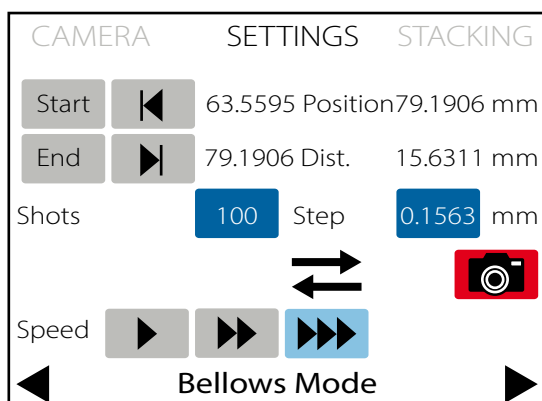 CAMERA SETTINGS STACKING
Start 63.5595 Position 79.1906 mm
End 79.1906 Dist. 15.6311 mm
Shots 100 Step 0.1563 mm
Speed
Bellows Mode